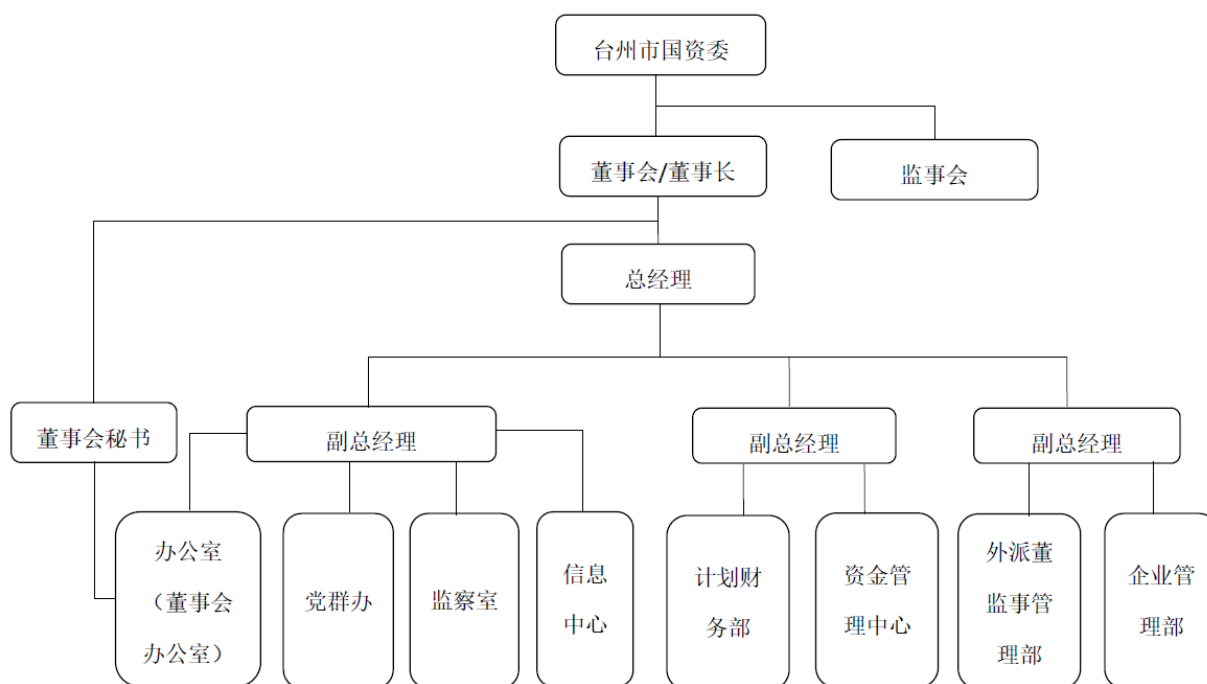 台州市国资委
董事会/董事长
监事会
总经理
董事会秘书
副总经理
副总经理
副总经理
办公室
（董事会
办公室）
党群办
监察室
信息
中心
计划财
务部
资金管
理中心
外派董
监事管
理部
企业管
理部